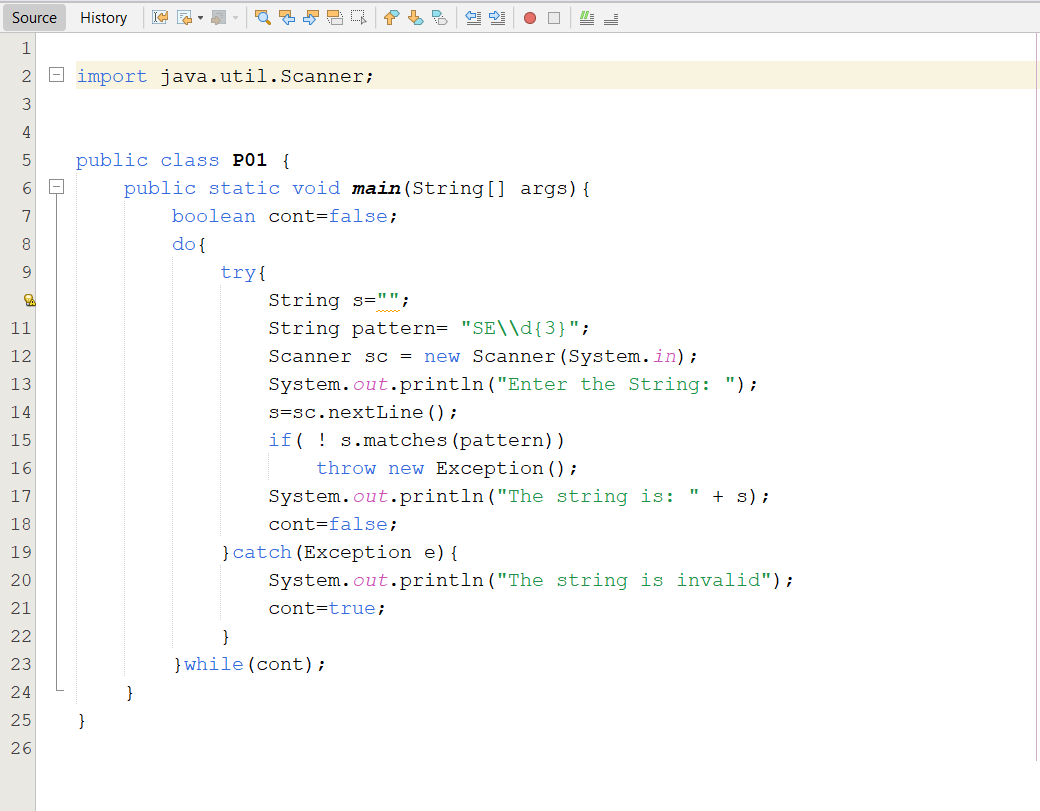 Source History
1
2 import java.util.Scanner;
3
4
5 public class P01 {
6 public static void main(String[] args){
7 boolean cont=false;
8 do{
9 try{
String s="";
11 String pattern= "SE\\d{3}";
12 Scanner sc = new Scanner(System.in);
13 System.out.println("Enter the String: ");
14 s=sc.nextLine();
15 if( ! s.matches(pattern))
16 throw new Exception();
17 System.out.println("The string is: " + s);
18 cont=false;
19 }catch(Exception e){
20 System.out.println("The string is invalid");
21 cont=true;
22 }
23 }while(cont);
24 }
25 }
26